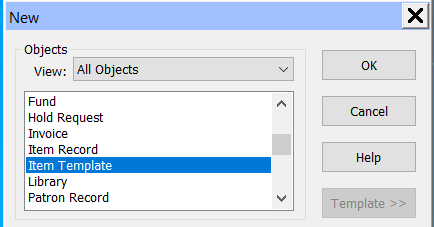 New
Objects
View: All Objects
Fund
Hold Request
Invoice
Item Record
Item Template
Library
Patron Record
OK
Cancel
Help
Template >>